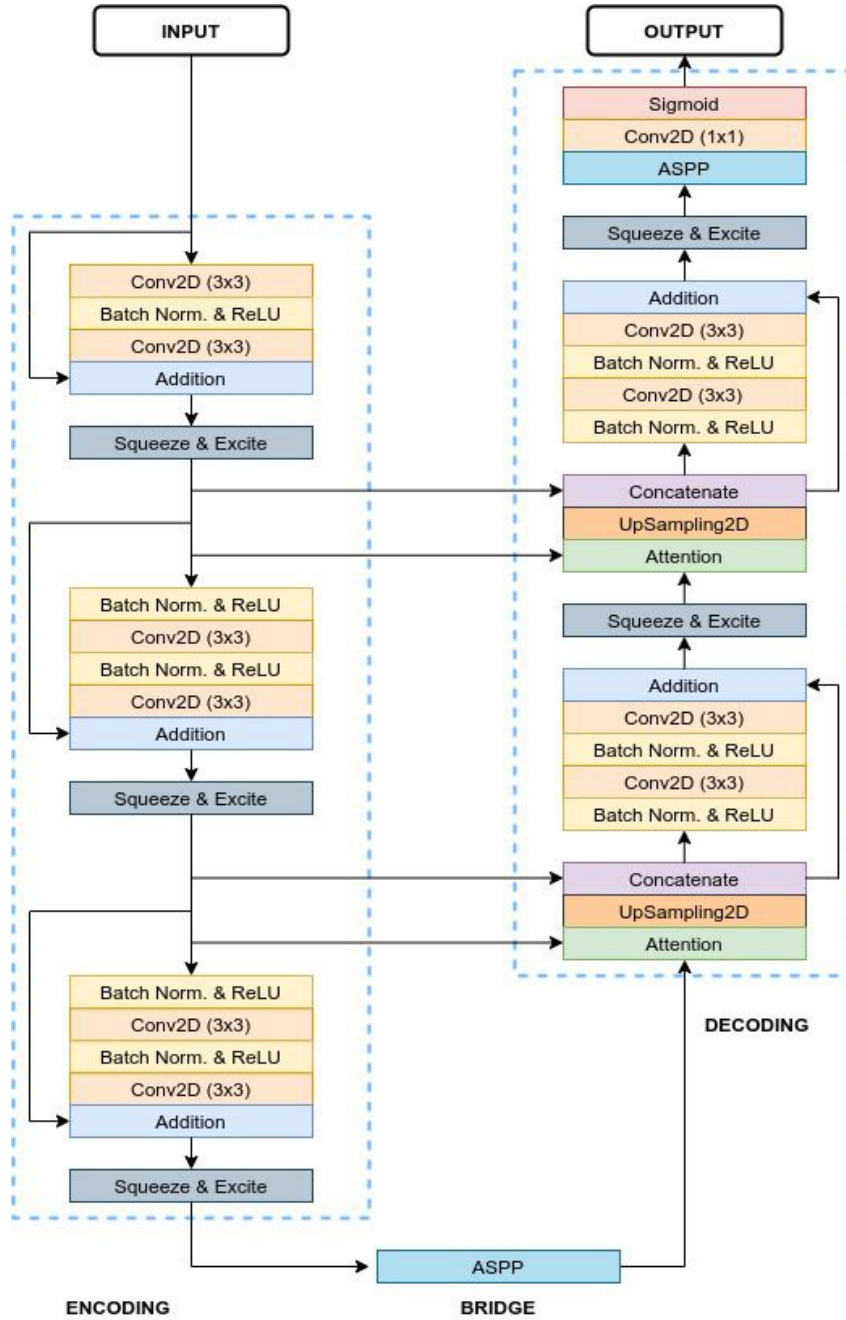 INPUT
Conv2D (3x3)
Batch Norm. & ReLU
Conv2D (3x3)
Addition
Squeeze & Excite
Batch Norm. & ReLU
Conv2D (3x3)
Batch Norm. & ReLU
Conv2D (3x3)
Addition
Squeeze & Excite
Batch Norm. & ReLU
Conv2D (3x3)
Batch Norm. & ReLU
Conv2D (3x3)
Addition
Squeeze & Excite
ENCODING
ASPP
BRIDGE
OUTPUT
Sigmoid
Conv2D (1x1)
ASPP
Squeeze & Excite
Addition
Conv2D (3x3)
Batch Norm. & ReLU
Conv2D (3x3)
Batch Norm. & ReLU
Concatenate
UpSampling2D
Attention
Squeeze & Excite
Addition
Conv2D (3x3)
Batch Norm. & ReLU
Conv2D (3x3)
Batch Norm. & ReLU
Concatenate
UpSampling2D
Attention
DECODING